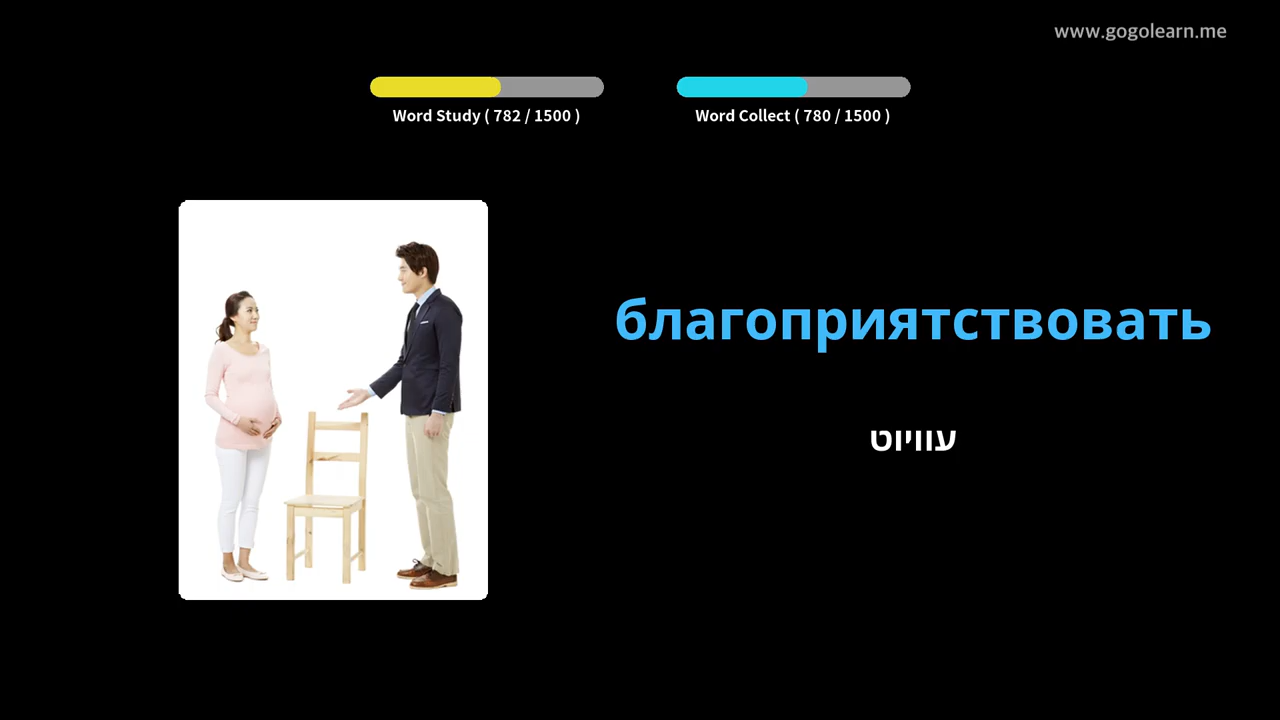 www.gogolearn.me
Word Study ( 782 / 1500 )
Word Collect ( 780 / 1500 )
благоприятствовать
עוויוט